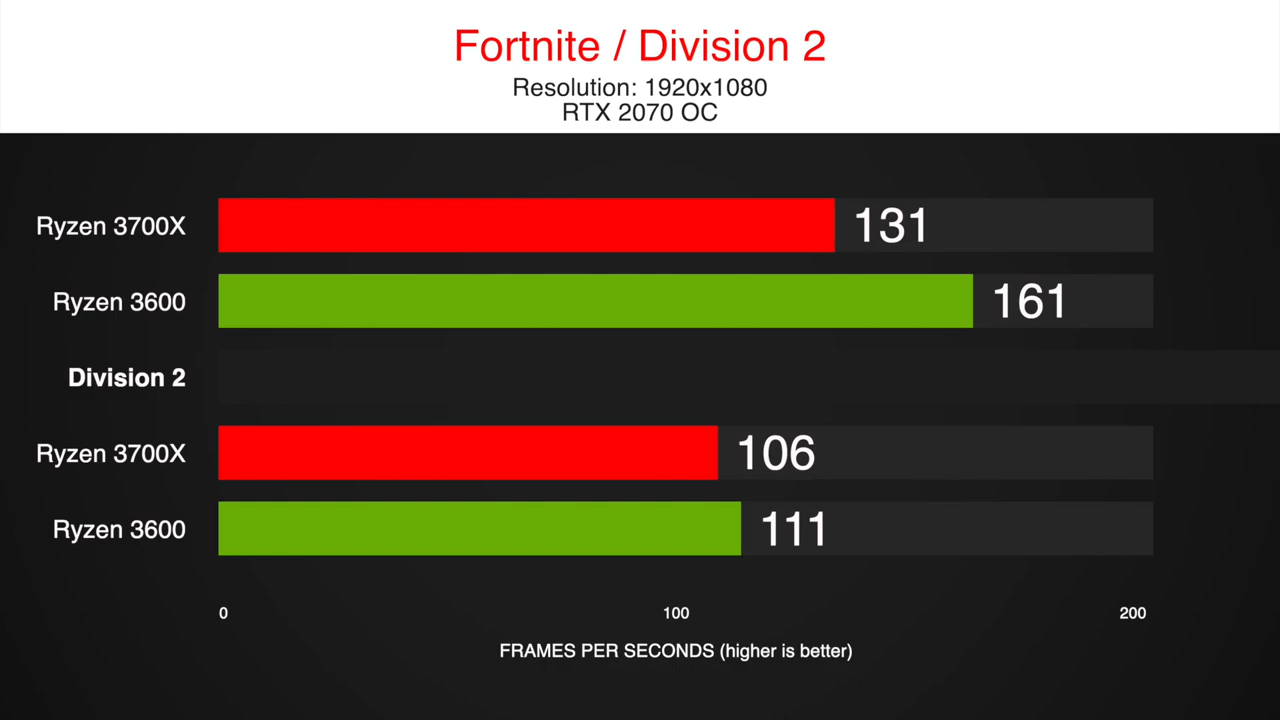 Fortnite / Division 2
Resolution: 1920x1080
RTX 2070 OC
Ryzen 3700X 131
Ryzen 3600 161
Division 2
Ryzen 3700X 106
Ryzen 3600 111
0 100 200
FRAMES PER SECONDS (higher is better)